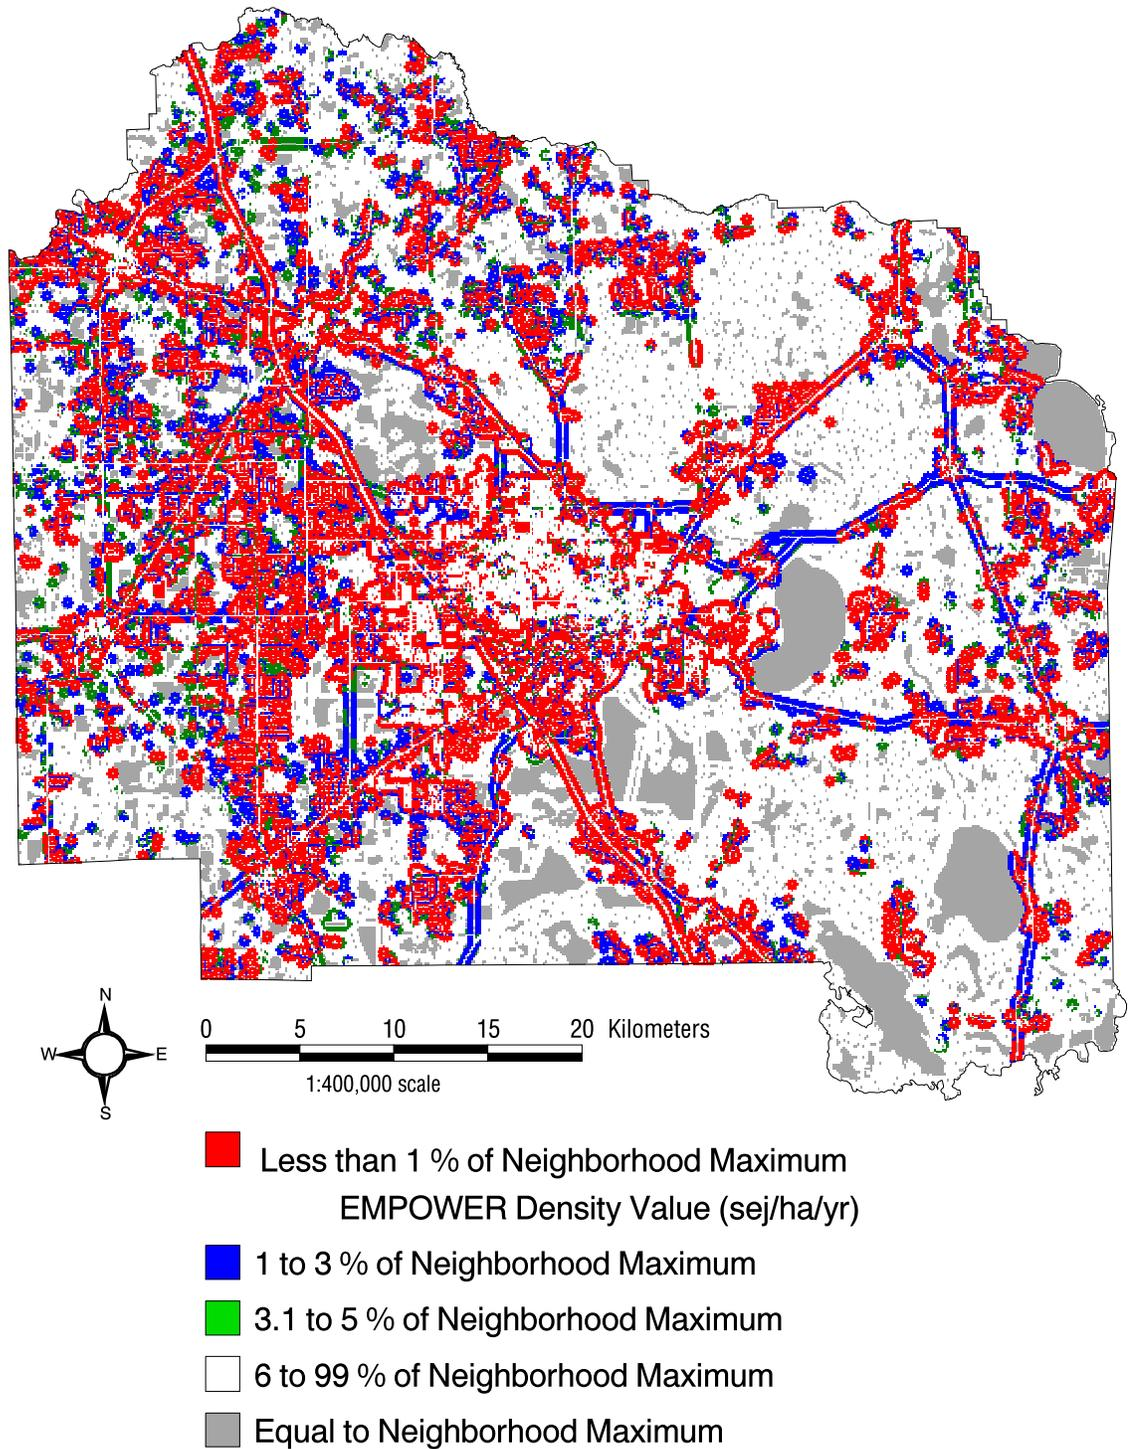 N
W E
S
0 5 10 15 20 Kilometers
1:400,000 scale
Less than 1 % of Neighborhood Maximum
EMPOWER Density Value (sej/ha/yr)
1 to 3 % of Neighborhood Maximum
3.1 to 5 % of Neighborhood Maximum
6 to 99 % of Neighborhood Maximum
Equal to Neighborhood Maximum